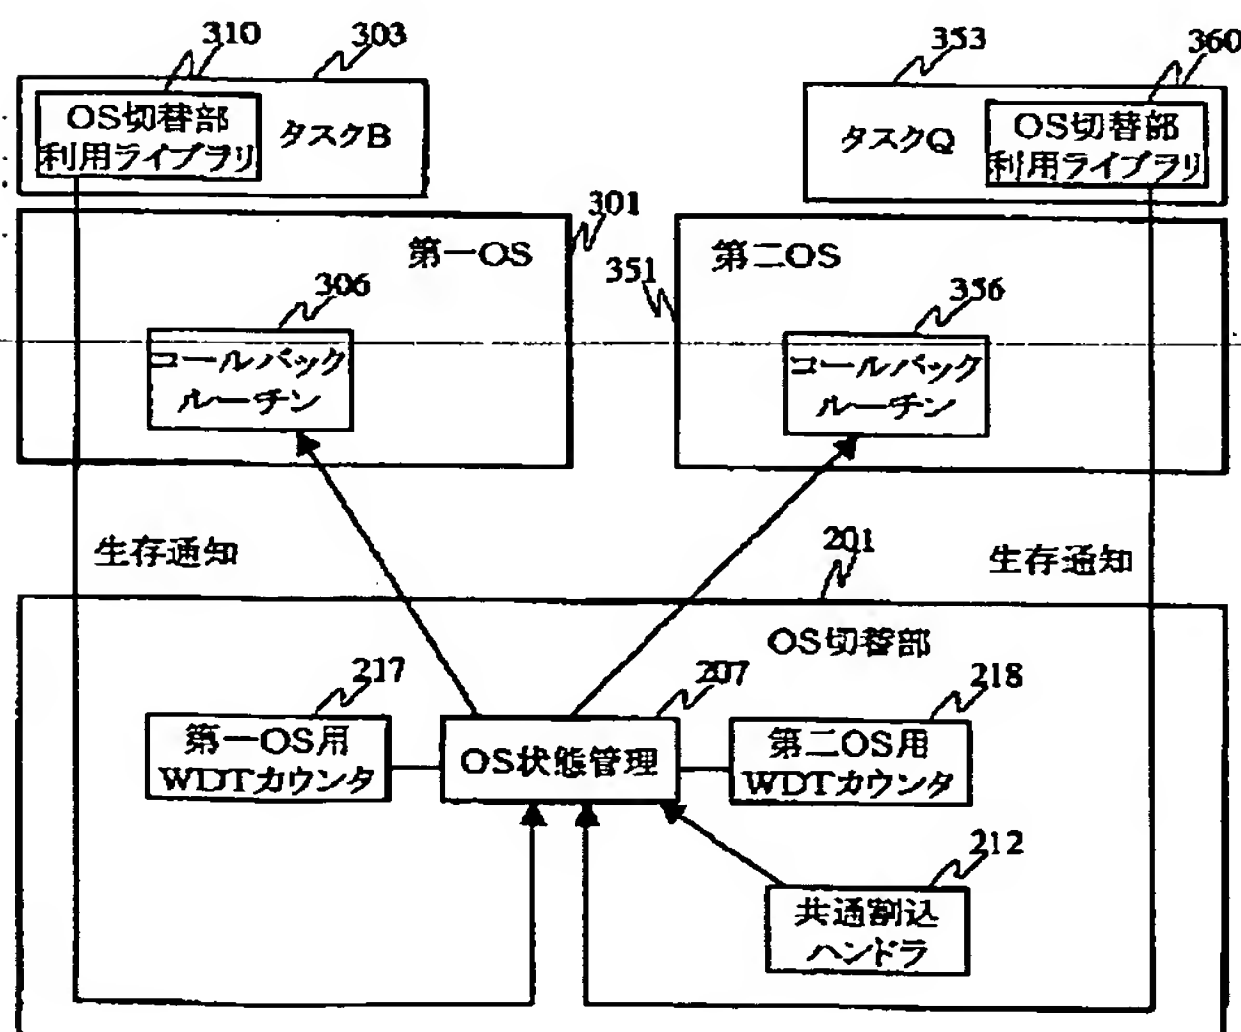 310
303
353
360
OS切替部
利用ライブラリ
タスクB
タスクQ
OS切替部
利用ライブラリ
301
第一OS
351
第二OS
306
356
コールバック
ルーチン
コールバック
ルーチン
生存通知
201
生存通知
OS切替部
217
207
218
第一OS用
WDTカウンタ
OS状態管理
第二OS用
WDTカウンタ
212
共通割込
ハンドラ